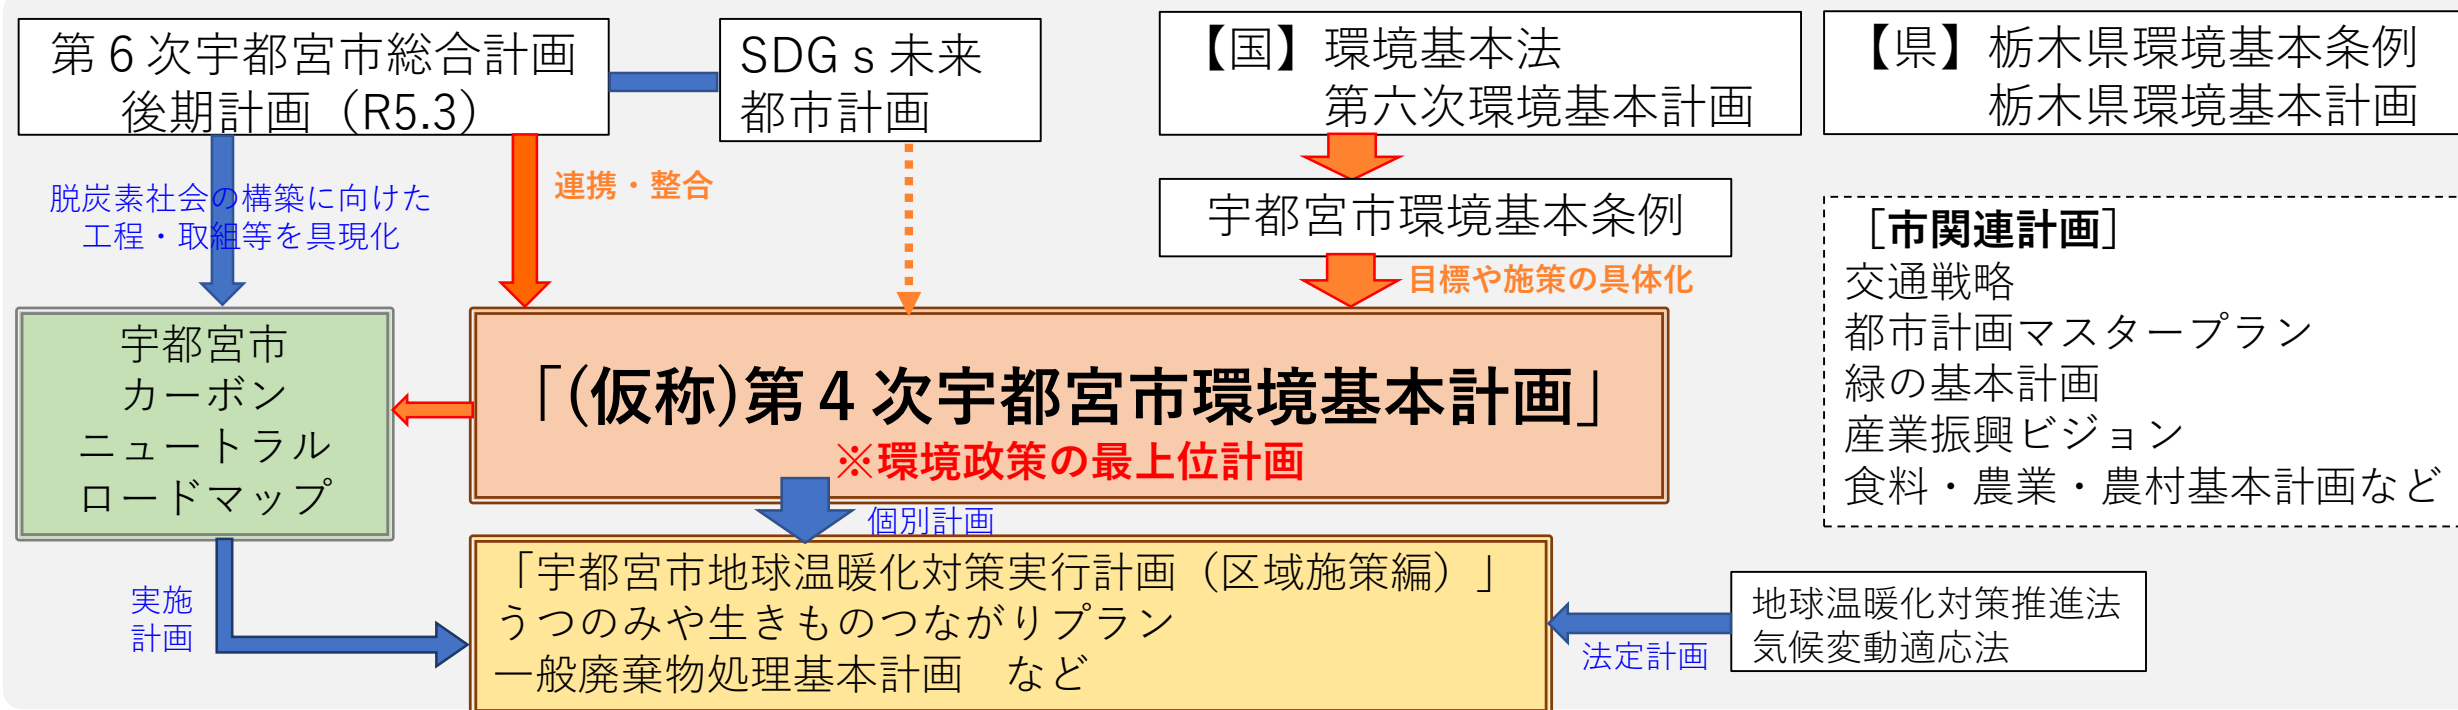 第6次宇都宮市総合計画
後期計画（R5.3）
SDGｓ未来
都市計画
【国】環境基本法
第六次環境基本計画
【県】栃木県環境基本条例
栃木県環境基本計画
脱炭素社会の構築に向けた
工程・取組等を具現化
連携・整合
宇都宮市環境基本条例
目標や施策の具体化
［市関連計画］
交通戦略
都市計画マスタープラン
緑の基本計画
産業振興ビジョン
食料・農業・農村基本計画など
宇都宮市
カーボン
ニュートラル
ロードマップ
「(仮称)第４次宇都宮市環境基本計画」
※環境政策の最上位計画
個別計画
実施
計画
「宇都宮市地球温暖化対策実行計画（区域施策編）」
うつのみや生きものつながりプラン
一般廃棄物処理基本計画　など
法定計画
地球温暖化対策推進法
気候変動適応法